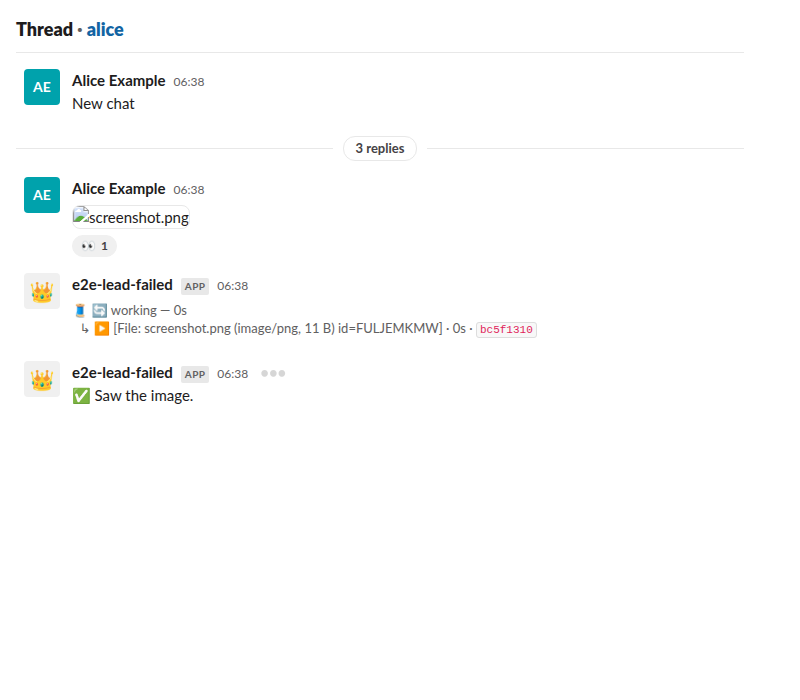 Thread • alice
AE
Alice Example 06:38
New chat
3 replies
AE
Alice Example 06:38
screenshot.png
👀 1
e2e-lead-failed APP 06:38
🧵 🔄 working — 0s
↳ ▶️ [File: screenshot.png (image/png, 11 B) id=FULJEMKMW] · 0s · bc5f1310
e2e-lead-failed APP 06:38
✅ Saw the image.